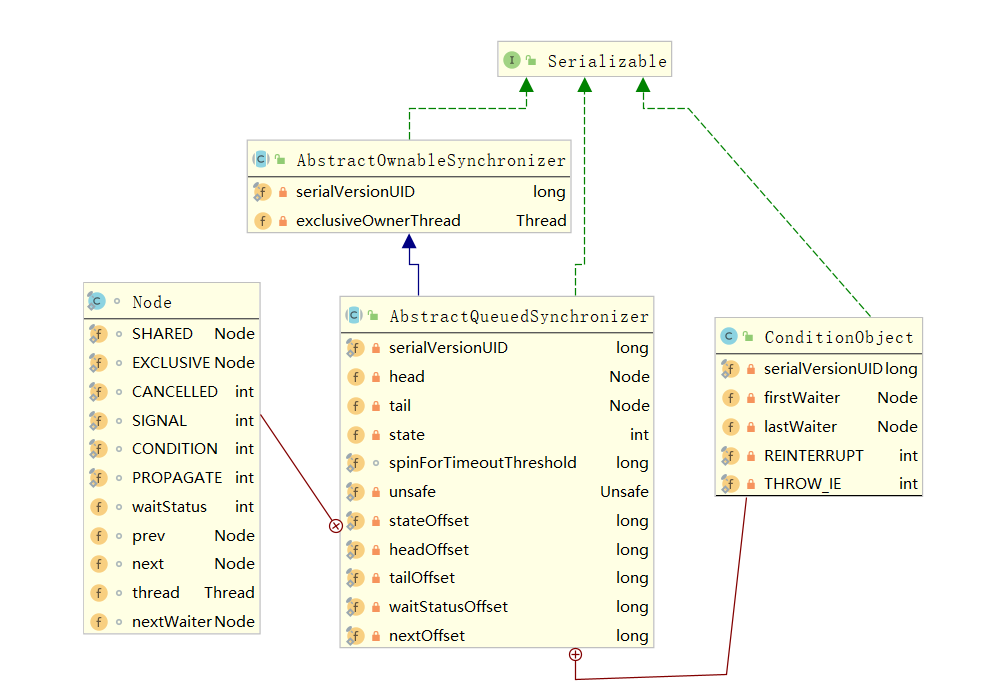 Serializable
AbstractOwnableSynchronizer
serialVersionUID long
exclusiveOwnerThread Thread
Node
SHARED Node
EXCLUSIVE Node
CANCELLED int
SIGNAL int
CONDITION int
PROPAGATE int
waitStatus int
prev Node
next Node
thread Thread
nextWaiter Node
AbstractQueuedSynchronizer
serialVersionUID long
head Node
tail Node
state int
spinForTimeoutThreshold long
unsafe Unsafe
stateOffset long
headOffset long
tailOffset long
waitStatusOffset long
nextOffset long
ConditionObject
serialVersionUID long
firstWaiter Node
lastWaiter Node
REINTERRUPT int
THROW_IE int